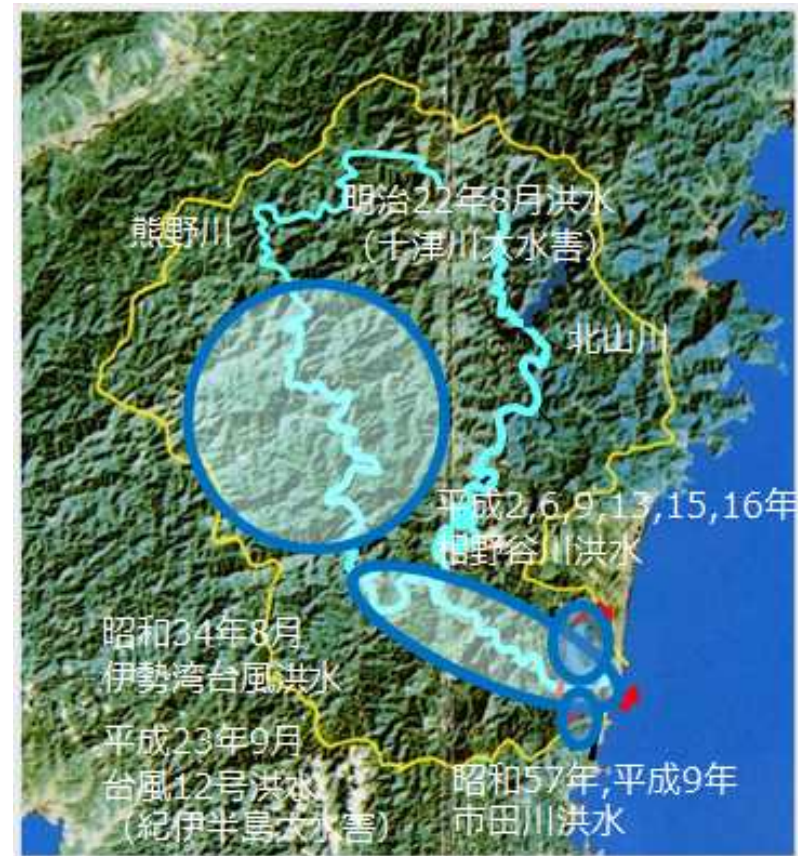 明治22年8月洪水
（十津川大水害）
熊野川
北山川
平成2,6,9,13,15,16年
相野谷川洪水
昭和34年8月
伊勢湾台風洪水
平成23年9月
台風12号洪水
（紀伊半島大水害）
昭和57年,平成9年
市田川洪水